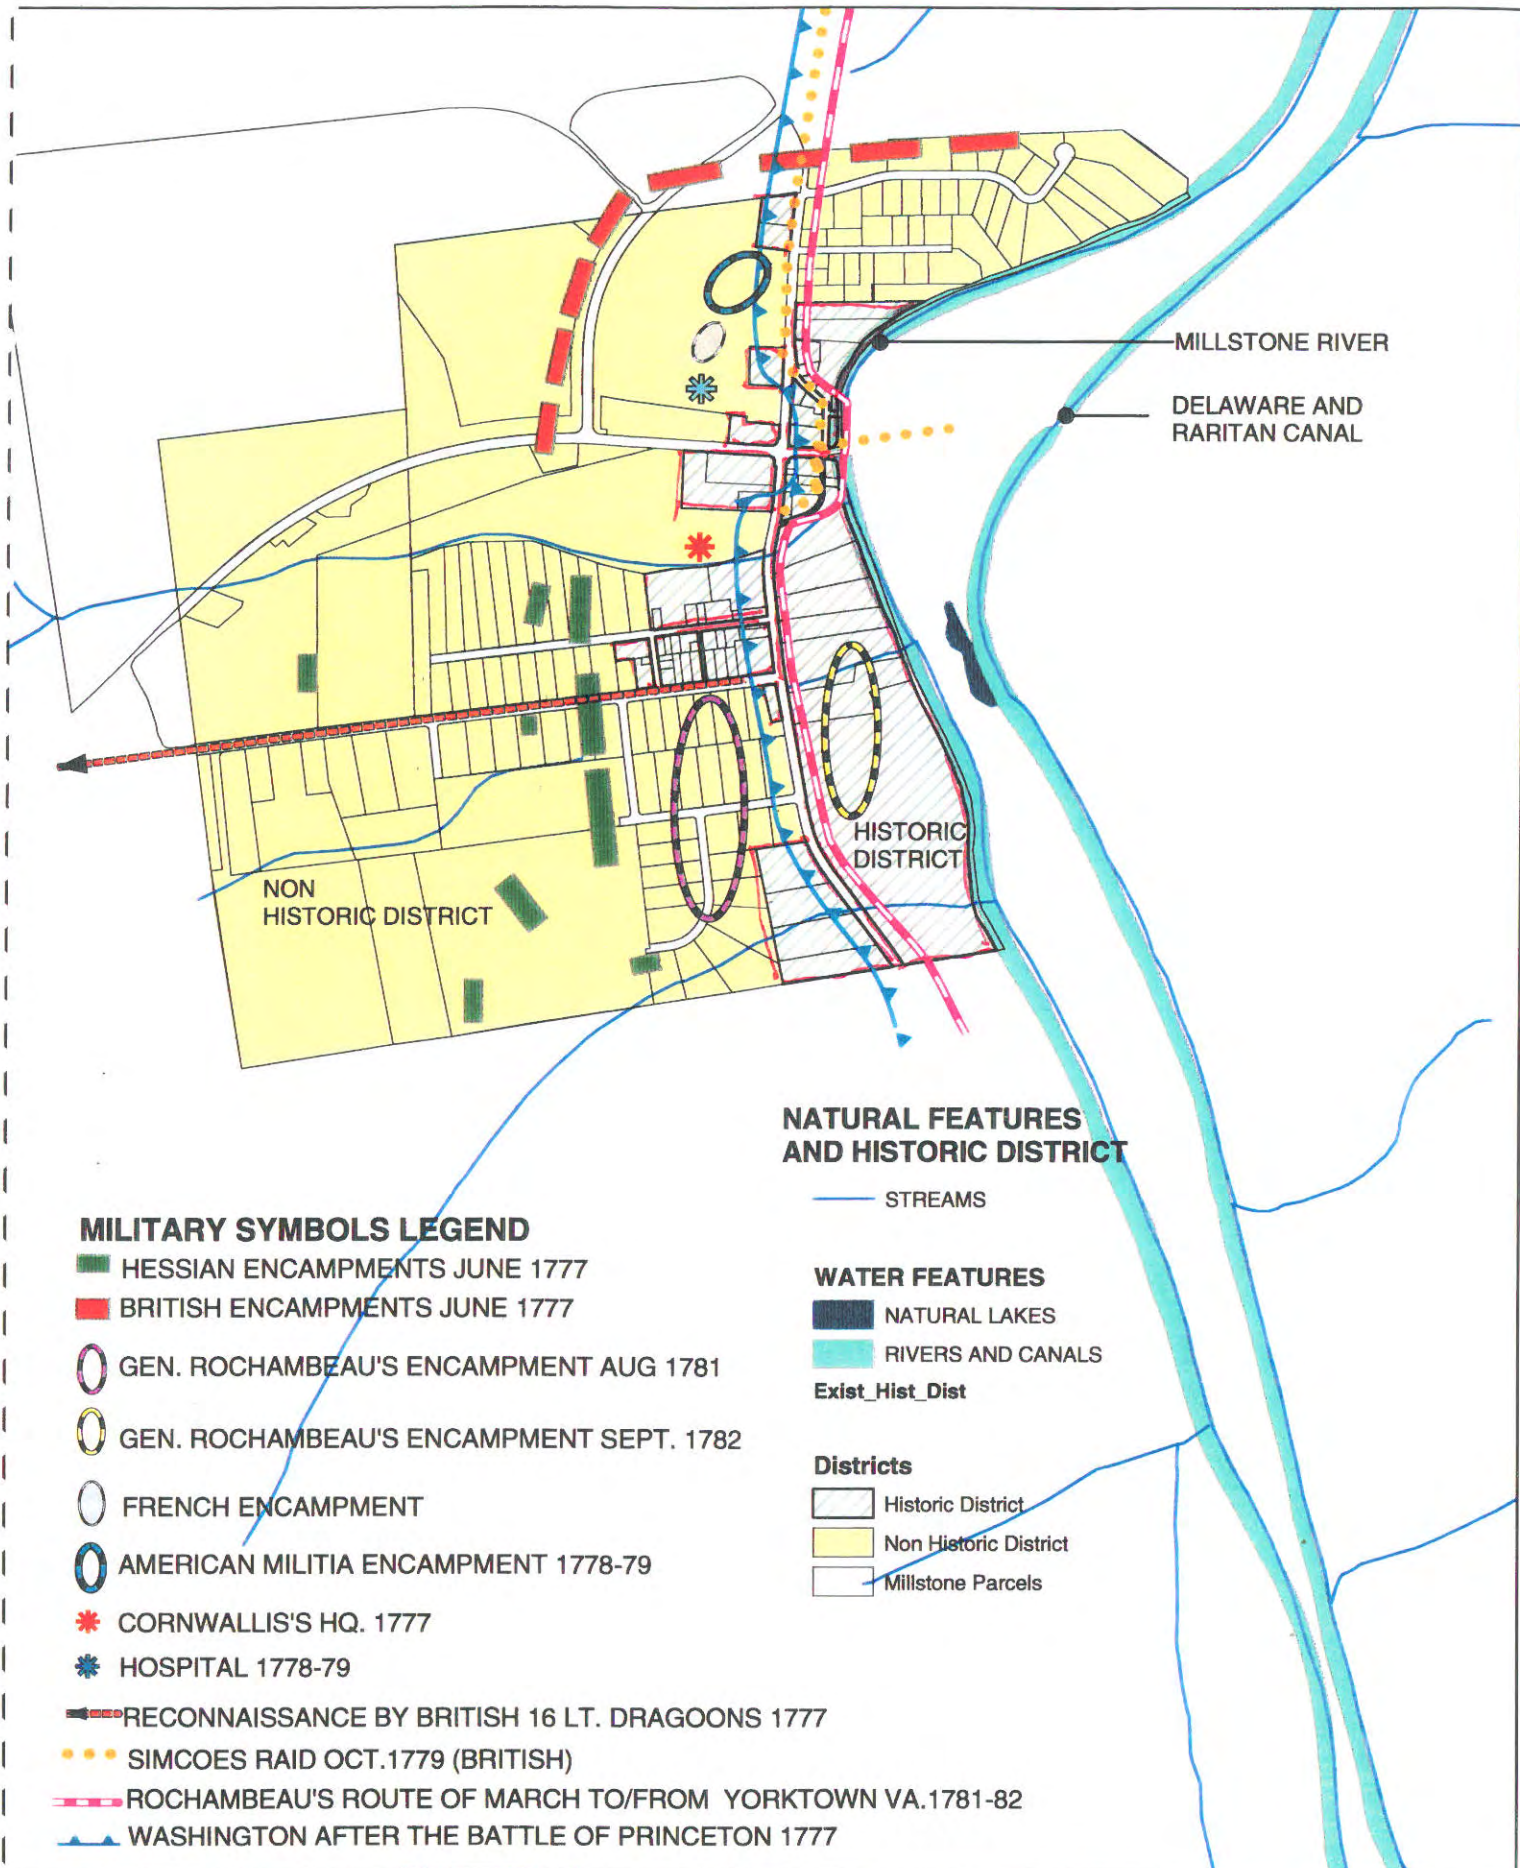 MILLSTONE RIVER
DELAWARE AND
RARITAN CANAL
HISTORIC
DISTRICT
NON
HISTORIC DISTRICT
NATURAL FEATURES
AND HISTORIC DISTRICT
STREAMS
MILITARY SYMBOLS LEGEND
HESSIAN ENCAMPMENTS JUNE 1777
BRITISH ENCAMPMENTS JUNE 1777
GEN. ROCHAMBEAU'S ENCAMPMENT AUG 1781
GEN. ROCHAMBEAU'S ENCAMPMENT SEPT. 1782
FRENCH ENCAMPMENT
AMERICAN MILITIA ENCAMPMENT 1778-79
CORNWALLIS'S HQ. 1777
HOSPITAL 1778-79
RECONNAISSANCE BY BRITISH 16 LT. DRAGOONS 1777
SIMCOES RAID OCT.1779 (BRITISH)
ROCHAMBEAU'S ROUTE OF MARCH TO/FROM YORKTOWN VA.1781-82
WASHINGTON AFTER THE BATTLE OF PRINCETON 1777
WATER FEATURES
NATURAL LAKES
RIVERS AND CANALS
Exist_Hist_Dist
Districts
Historic District
Non Historic District
Millstone Parcels